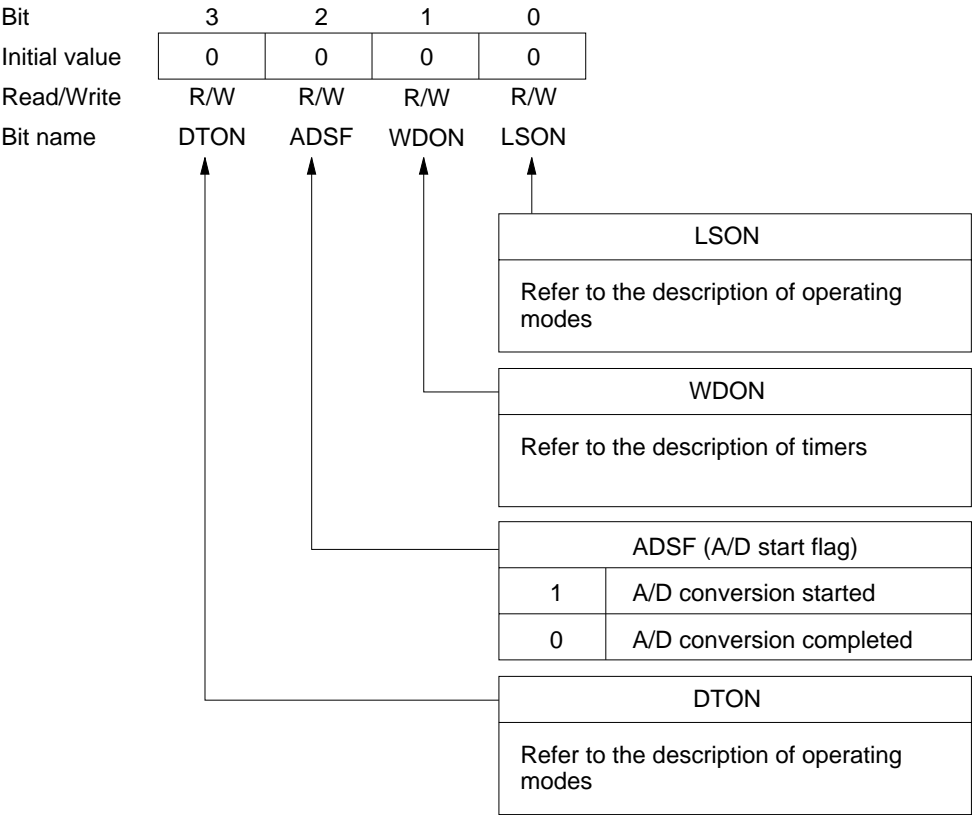 Bit 3 2 1 0
Initial value 0 0 0 0
Read/Write R/W R/W R/W R/W
Bit name DTON ADSF WDON LSON
LSON
Refer to the description of operating
modes
WDON
Refer to the description of timers
ADSF (A/D start flag)
1 A/D conversion started
0 A/D conversion completed
DTON
Refer to the description of operating
modes